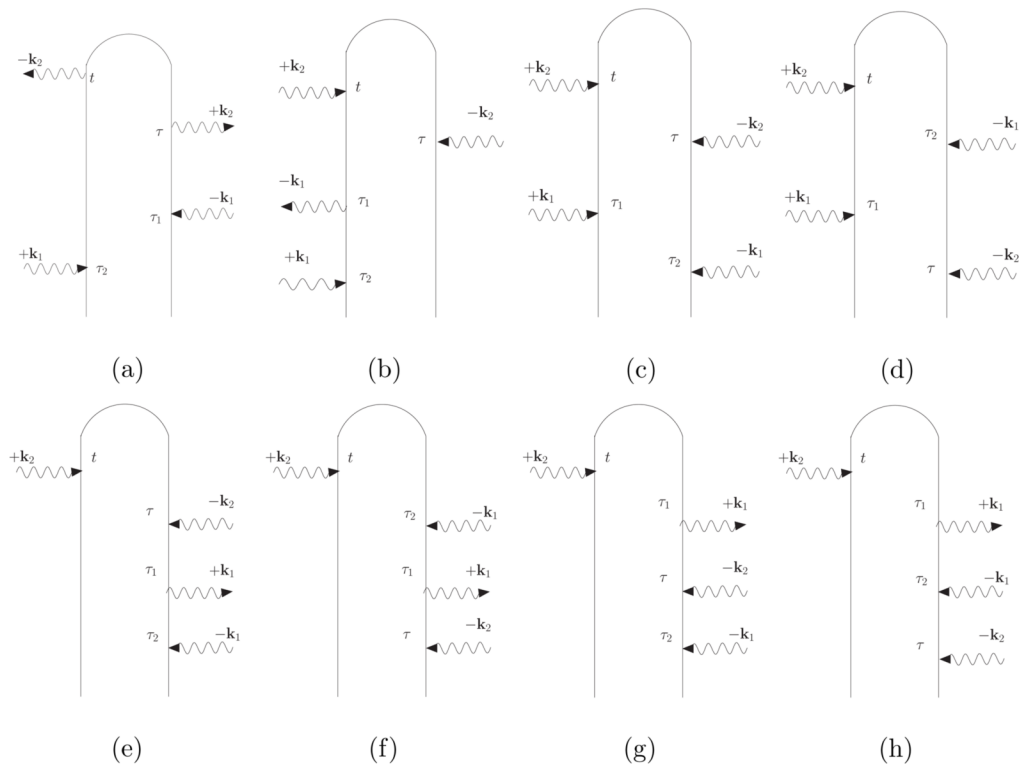 −k₂
t
+k₂
τ
−k₁
τ₁
+k₁
τ₂
(a)
+k₂
t
−k₂
τ
−k₁
τ₁
+k₁
τ₂
(b)
+k₂
t
−k₂
τ
+k₁
τ₁
−k₁
τ₂
(c)
+k₂
t
−k₁
τ₂
+k₁
τ₁
−k₂
τ
(d)
+k₂
t
−k₂
τ
+k₁
τ₁
−k₁
τ₂
(e)
+k₂
t
−k₁
τ₂
+k₁
τ₁
−k₂
τ
(f)
+k₂
t
+k₁
τ₁
−k₂
τ
−k₁
τ₂
(g)
+k₂
t
+k₁
τ₁
−k₁
τ₂
−k₂
τ
(h)